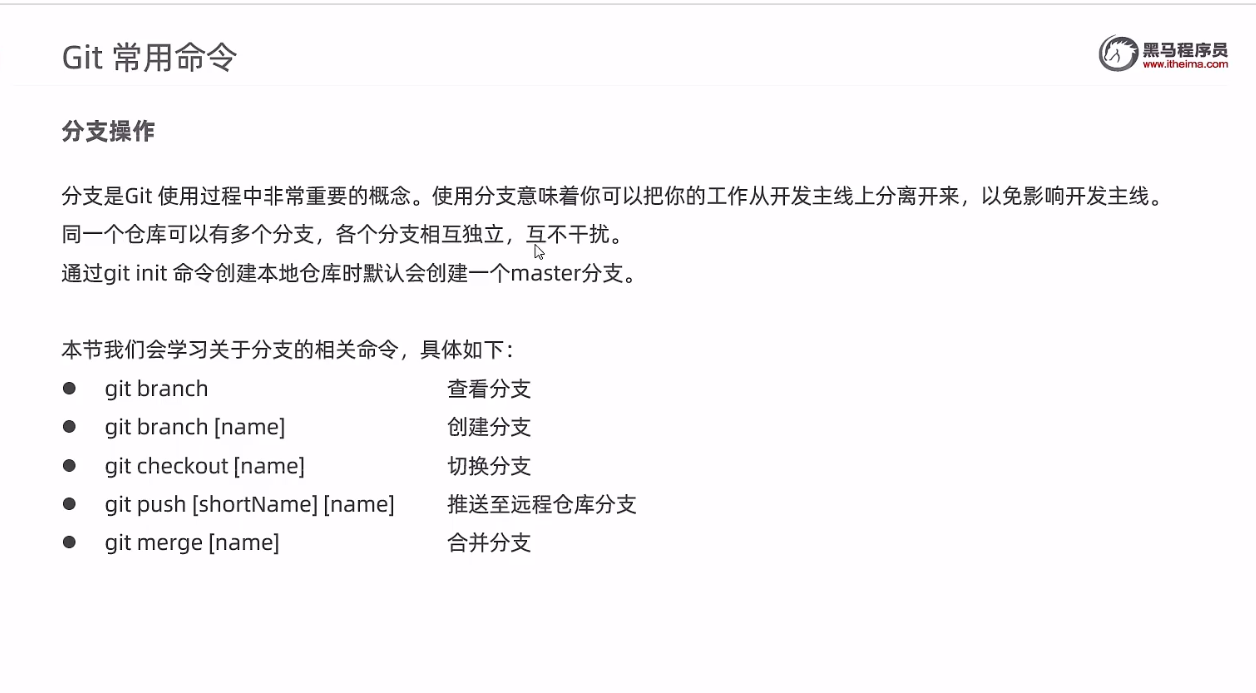 Git 常用命令
黑马程序员
www.itheima.com
分支操作
分支是Git 使用过程中非常重要的概念。使用分支意味着你可以把你的工作从开发主线上分离开来，以免影响开发主线。
同一个仓库可以有多个分支，各个分支相互独立，互不干扰。
通过git init 命令创建本地仓库时默认会创建一个master分支。
本节我们会学习关于分支的相关命令，具体如下：
● git branch 查看分支
● git branch [name] 创建分支
● git checkout [name] 切换分支
● git push [shortName] [name] 推送至远程仓库分支
● git merge [name] 合并分支